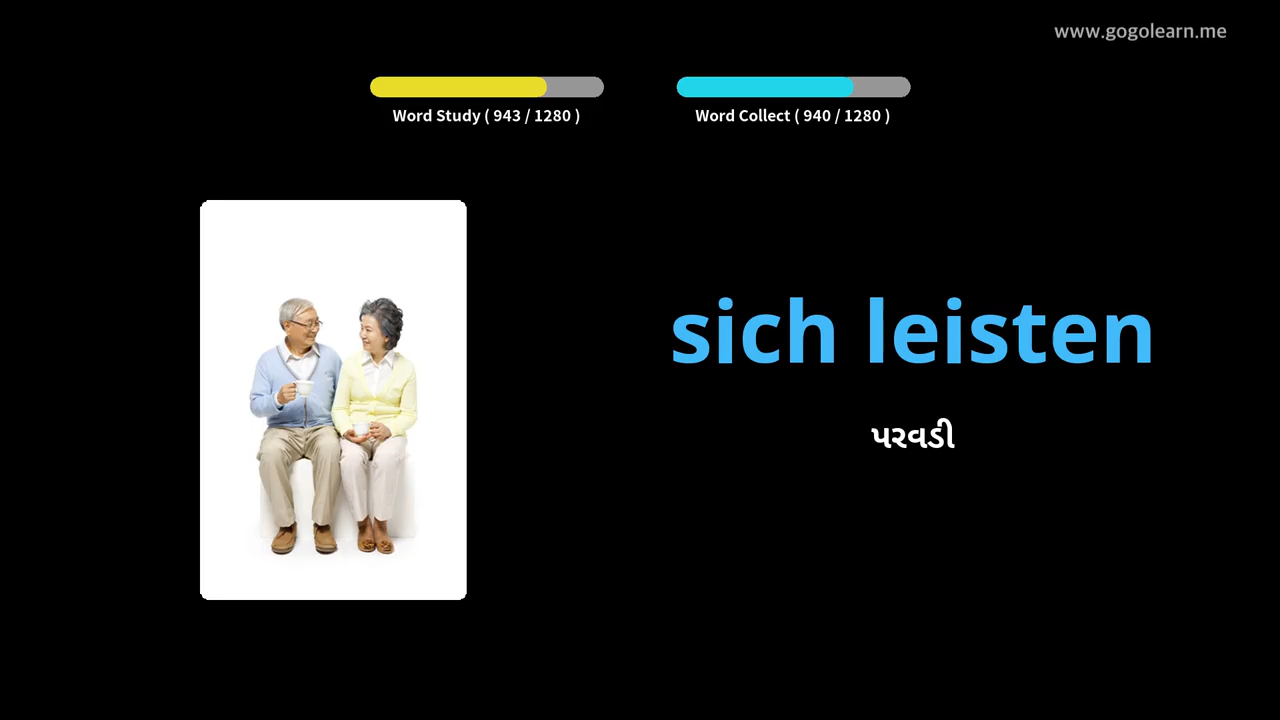 www.gogolearn.me
Word Study ( 943 / 1280 )
Word Collect ( 940 / 1280 )
sich leisten
પરવડી